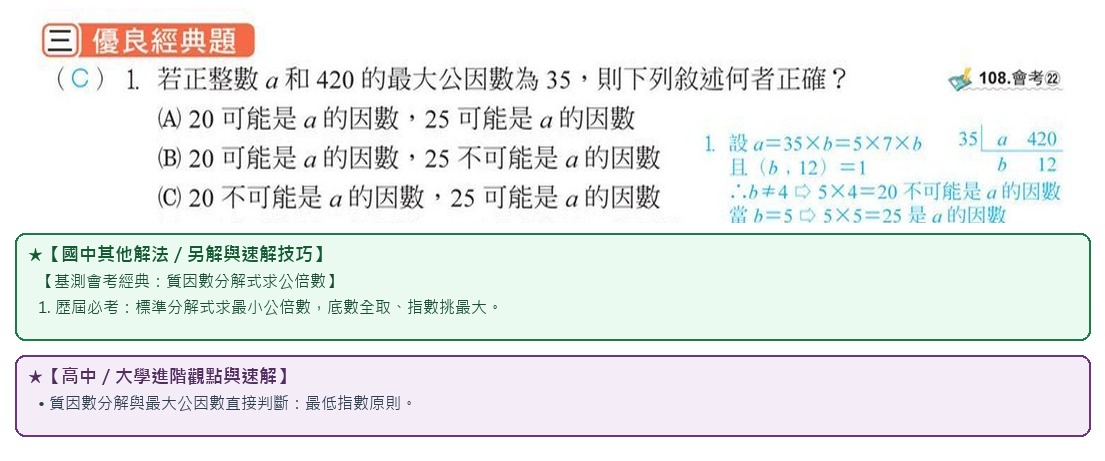 三 優良經典題
（C）1. 若正整數 a 和 420 的最大公因數為 35，則下列敘述何者正確？ 108.會考㉒
(A) 20 可能是 a 的因數，25 可能是 a 的因數
(B) 20 可能是 a 的因數，25 不可能是 a 的因數
(C) 20 不可能是 a 的因數，25 可能是 a 的因數
1. 設 a＝35×b＝5×7×b
且（b , 12）＝1
∴b≠4 ⇨ 5×4＝20 不可能是 a 的因數
當 b＝5 ⇨ 5×5＝25 是 a 的因數
35 a 420
b 12
★【國中其他解法 / 另解與速解技巧】
【基測會考經典：質因數分解式求公倍數】
1. 歷屆必考：標準分解式求最小公倍數，底數全取、指數挑最大。
★【高中 / 大學進階觀點與速解】
• 質因數分解與最大公因數直接判斷：最低指數原則。